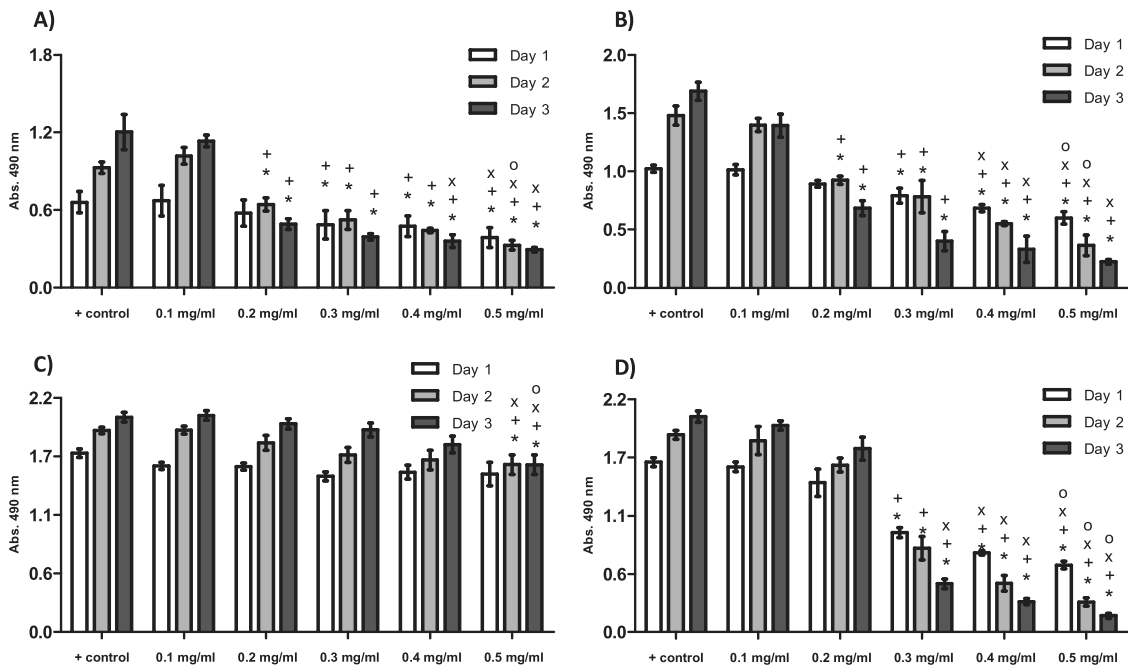 A)
Day 1
Day 2
Day 3
1.8
1.2
0.6
0.0
Abs. 490 nm
+
*
+
*
+
*
+
*
+
*
+
*
+
*
x
+
*
x
+
*
o
x
+
*
x
+
*
+ control
0.1 mg/ml
0.2 mg/ml
0.3 mg/ml
0.4 mg/ml
0.5 mg/ml
B)
Day 1
Day 2
Day 3
2.0
1.5
1.0
0.5
0.0
Abs. 490 nm
+
*
+
*
+
*
+
*
+
*
x
+
*
x
+
*
x
+
*
o
x
+
*
o
x
+
*
x
+
*
+ control
0.1 mg/ml
0.2 mg/ml
0.3 mg/ml
0.4 mg/ml
0.5 mg/ml
C)
Day 1
Day 2
Day 3
2.2
1.7
1.1
0.6
0.0
Abs. 490 nm
x
+
*
o
x
+
*
+ control
0.1 mg/ml
0.2 mg/ml
0.3 mg/ml
0.4 mg/ml
0.5 mg/ml
D)
Day 1
Day 2
Day 3
2.2
1.7
1.1
0.6
0.0
Abs. 490 nm
+
*
+
*
x
+
*
x
+
*
x
+
*
x
+
*
o
x
+
*
o
x
+
*
o
x
+
*
+ control
0.1 mg/ml
0.2 mg/ml
0.3 mg/ml
0.4 mg/ml
0.5 mg/ml